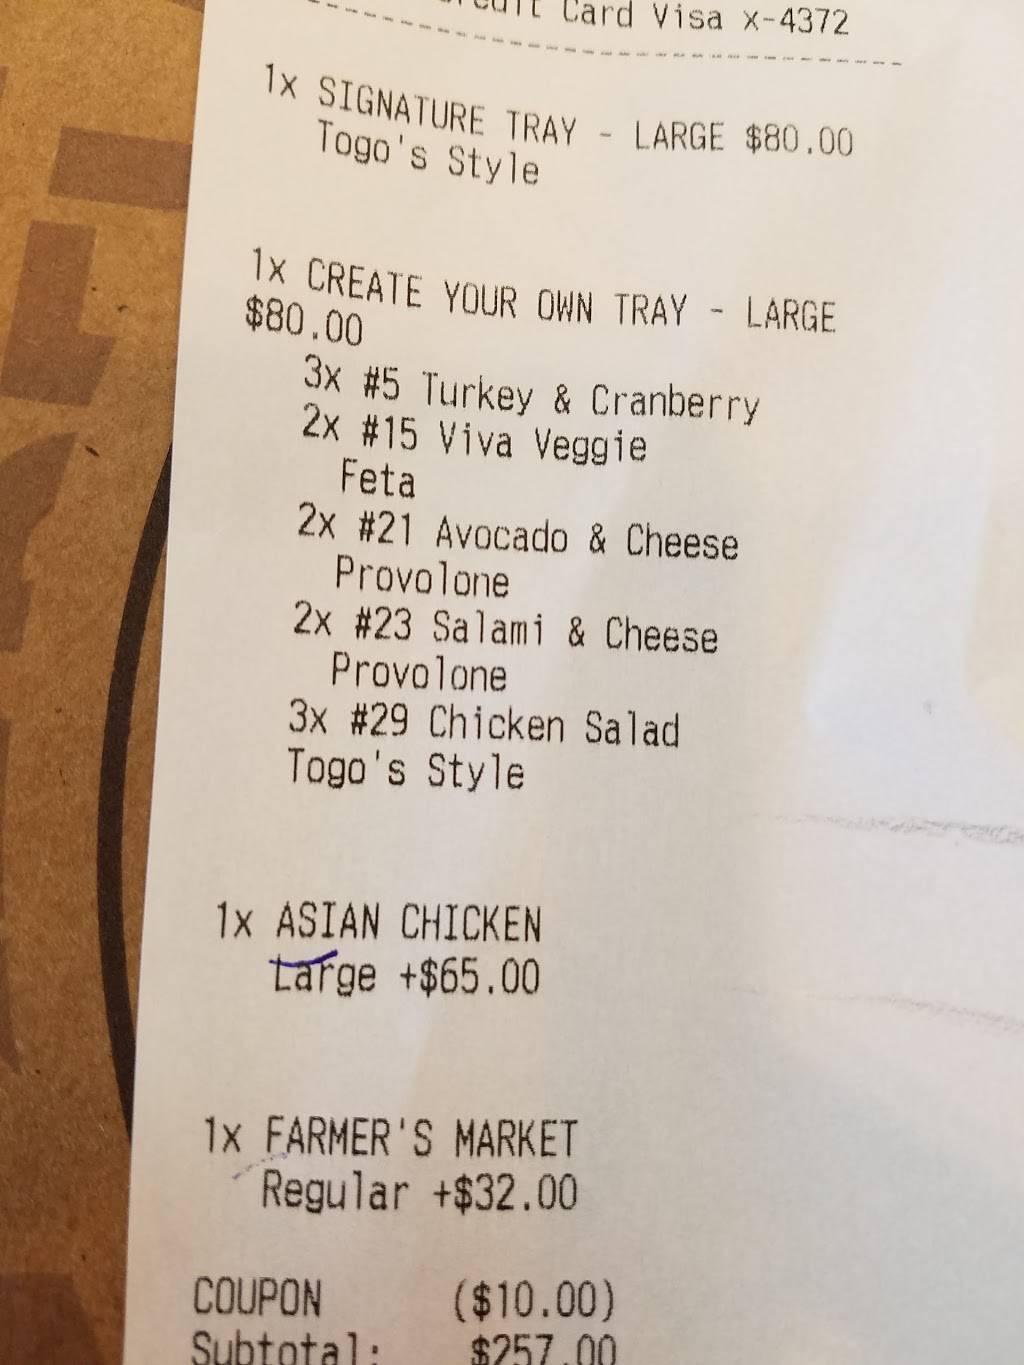 Credit Card Visa x-4372
1x SIGNATURE TRAY - LARGE $80.00
Togo's Style
1x CREATE YOUR OWN TRAY - LARGE
$80.00
3x #5 Turkey & Cranberry
2x #15 Viva Veggie
Feta
2x #21 Avocado & Cheese
Provolone
2x #23 Salami & Cheese
Provolone
3x #29 Chicken Salad
Togo's Style
1x ASIAN CHICKEN
Large +$65.00
1x FARMER'S MARKET
Regular +$32.00
COUPON ($10.00)
Subtotal: $257.00